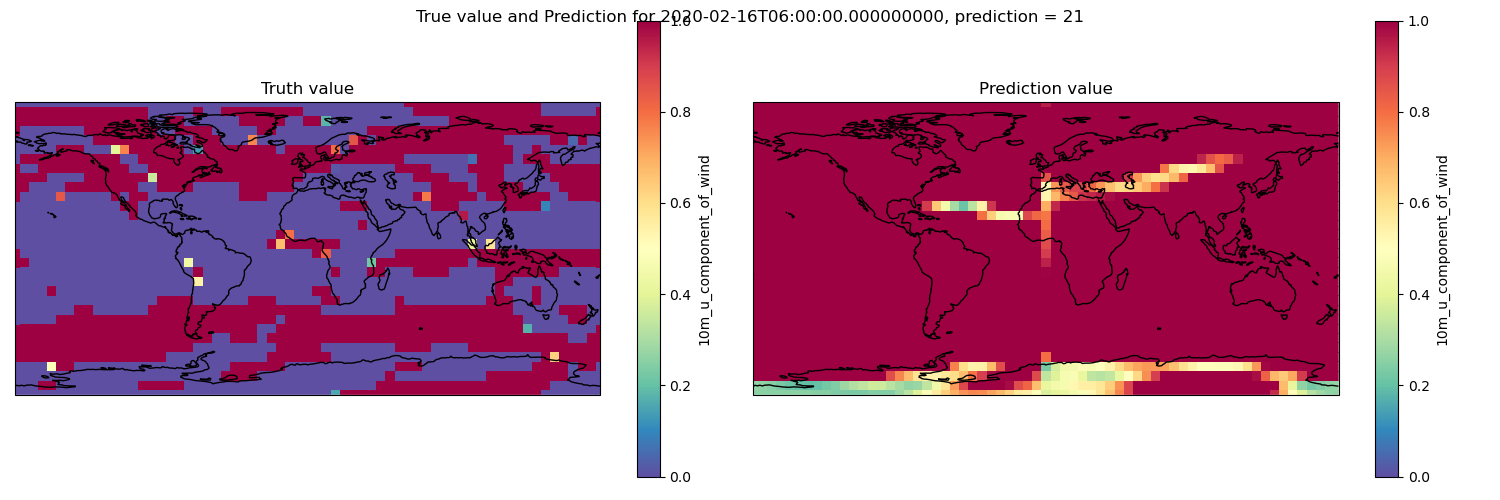 True value and Prediction for 2020-02-16T06:00:00.000000000, prediction = 21
Truth value
1.0
0.8
0.6
0.4
0.2
0.0
10m_u_component_of_wind
Prediction value
1.0
0.8
0.6
0.4
0.2
0.0
10m_u_component_of_wind